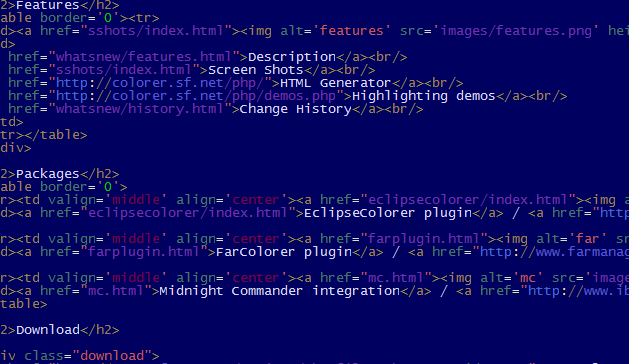 2>Features</h2>
able border='0'><tr>
d><a href="sshots/index.html"><img alt='features' src='images/features.png' hei
d>
href="whatsnew/features.html">Description</a><br/>
href="sshots/index.html">Screen Shots</a><br/>
href="http://colorer.sf.net/php/">HTML Generator</a><br/>
href="http://colorer.sf.net/php/demos.php">Highlighting demos</a><br/>
href="whatsnew/history.html">Change History</a><br/>
td>
tr></table>
div>
2>Packages</h2>
able border='0'>
r><td valign='middle' align='center'><a href="eclipsecolorer/index.html"><img a
d><a href="eclipsecolorer/index.html">EclipseColorer plugin</a> / <a href="http
r><td valign='middle' align='center'><a href="farplugin.html"><img alt='far' sr
d><a href="farplugin.html">FarColorer plugin</a> / <a href="http://www.farmanag
r><td valign='middle' align='center'><a href="mc.html"><img alt='mc' src='image
d><a href="mc.html">Midnight Commander integration</a> / <a href="http://www.ib
table>
2>Download</h2>
iv class="download">